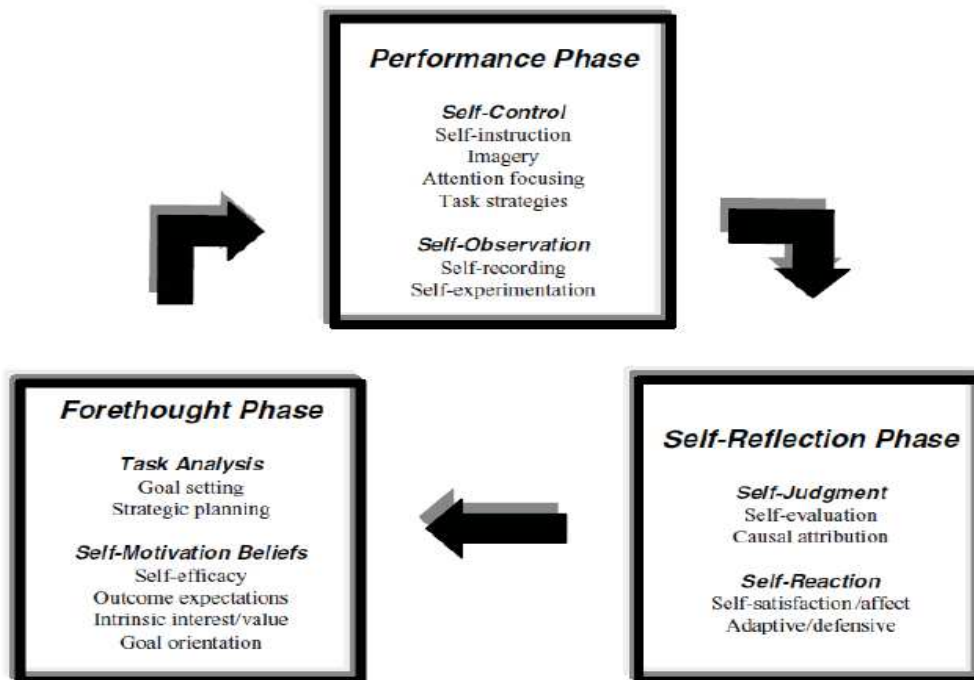 Performance Phase
Self-Control
Self-instruction
Imagery
Attention focusing
Task strategies
Self-Observation
Self-recording
Self-experimentation
Forethought Phase
Task Analysis
Goal setting
Strategic planning
Self-Motivation Beliefs
Self-efficacy
Outcome expectations
Intrinsic interest/value
Goal orientation
Self-Reflection Phase
Self-Judgment
Self-evaluation
Causal attribution
Self-Reaction
Self-satisfaction/affect
Adaptive/defensive